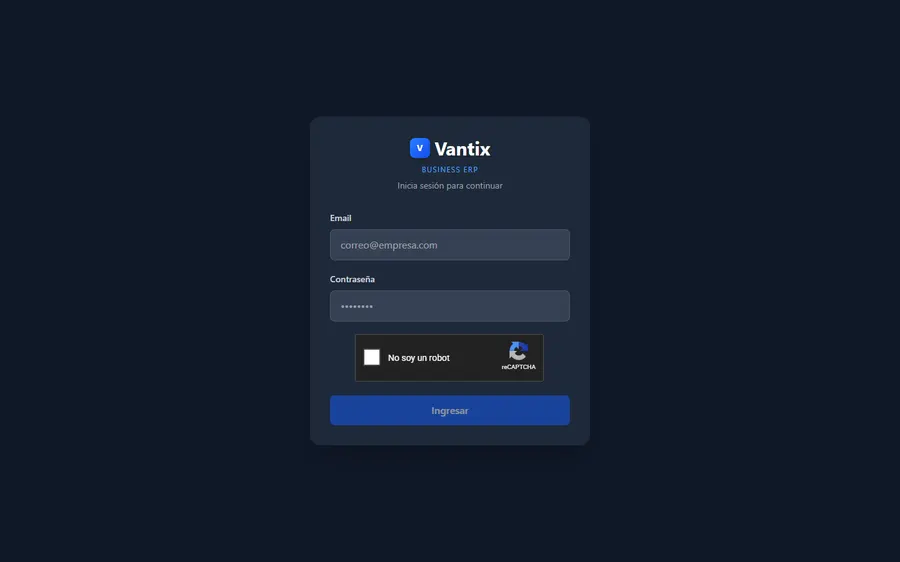 V Vantix
BUSINESS ERP
Inicia sesión para continuar
Email
correo@empresa.com
Contraseña
••••••••
No soy un robot
reCAPTCHA
Ingresar